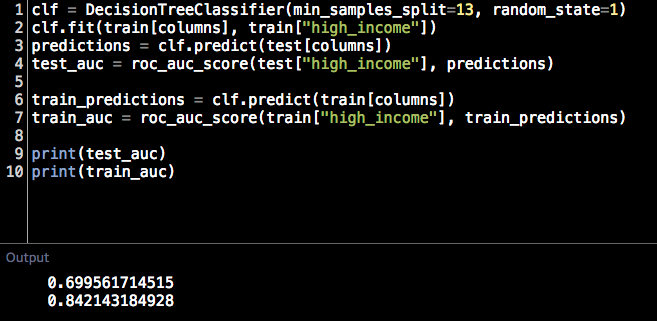 1 clf = DecisionTreeClassifier(min_samples_split=13, random_state=1)
2 clf.fit(train[columns], train["high_income"])
3 predictions = clf.predict(test[columns])
4 test_auc = roc_auc_score(test["high_income"], predictions)
5
6 train_predictions = clf.predict(train[columns])
7 train_auc = roc_auc_score(train["high_income"], train_predictions)
8
9 print(test_auc)
10 print(train_auc)
Output
0.699561714515
0.842143184928